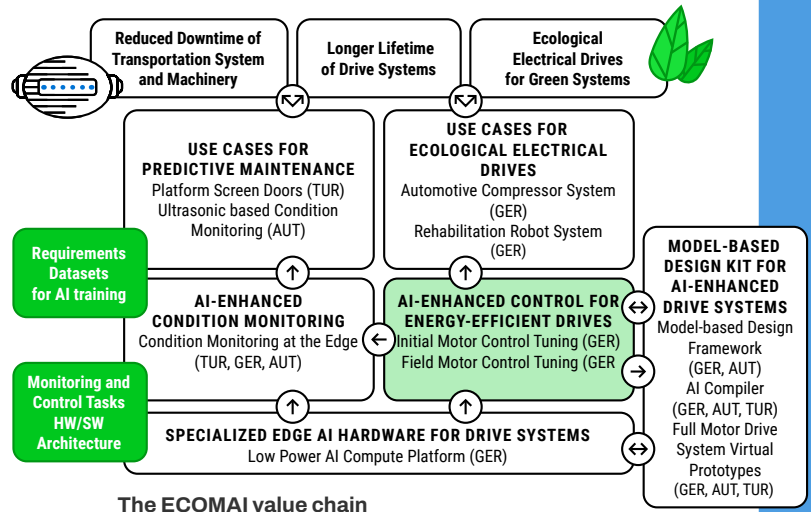 Reduced Downtime of
Transportation System
and Machinery
Longer Lifetime
of Drive Systems
Ecological
Electrical Drives
for Green Systems
USE CASES FOR
PREDICTIVE MAINTENANCE
Platform Screen Doors (TUR)
Ultrasonic based Condition
Monitoring (AUT)
USE CASES FOR
ECOLOGICAL ELECTRICAL
DRIVES
Automotive Compressor System
(GER)
Rehabilitation Robot System
(GER)
Requirements
Datasets
for AI training
AI-ENHANCED
CONDITION MONITORING
Condition Monitoring at the Edge
(TUR, GER, AUT)
AI-ENHANCED CONTROL FOR
ENERGY-EFFICIENT DRIVES
Initial Motor Control Tuning (GER)
Field Motor Control Tuning (GER
MODEL-BASED
DESIGN KIT FOR
AI-ENHANCED
DRIVE SYSTEMS
Model-based Design
Framework
(GER, AUT)
AI Compiler
(GER, AUT, TUR)
Full Motor Drive
System Virtual
Prototypes
(GER, AUT, TUR)
Monitoring and
Control Tasks
HW/SW
Architecture
SPECIALIZED EDGE AI HARDWARE FOR DRIVE SYSTEMS
Low Power AI Compute Platform (GER)
The ECOMAI value chain